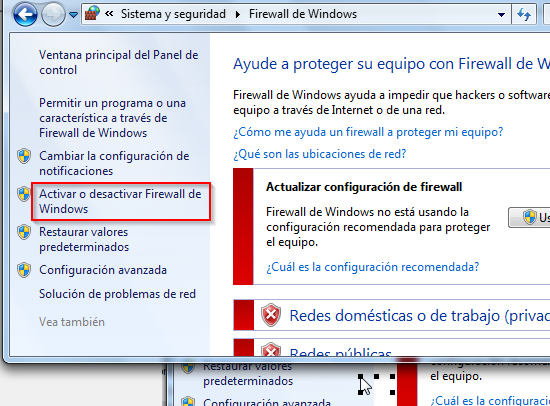 Sistema y seguridad
Firewall de Windows
Ventana principal del Panel de
control
Permitir un programa o una
característica a través de
Firewall de Windows
Cambiar la configuración de
notificaciones
Activar o desactivar Firewall de
Windows
Restaurar valores
predeterminados
Configuración avanzada
Solución de problemas de red
Vea también
Ayude a proteger su equipo con Firewall de W
Firewall de Windows ayuda a impedir que hackers o software
equipo a través de Internet o de una red.
¿Cómo me ayuda un firewall a proteger mi equipo?
¿Qué son las ubicaciones de red?
Actualizar configuración de firewall
Firewall de Windows no está usando la
configuración recomendada para proteger
el equipo.
Us
¿Cuál es la configuración recomendada?
Redes domésticas o de trabajo (privad
Redes públicas
Restaurar valores
predeterminados
Configuración avanzada
configuración recomendada para proteger
el equipo.
¿Cuál es la configuración recomendada?